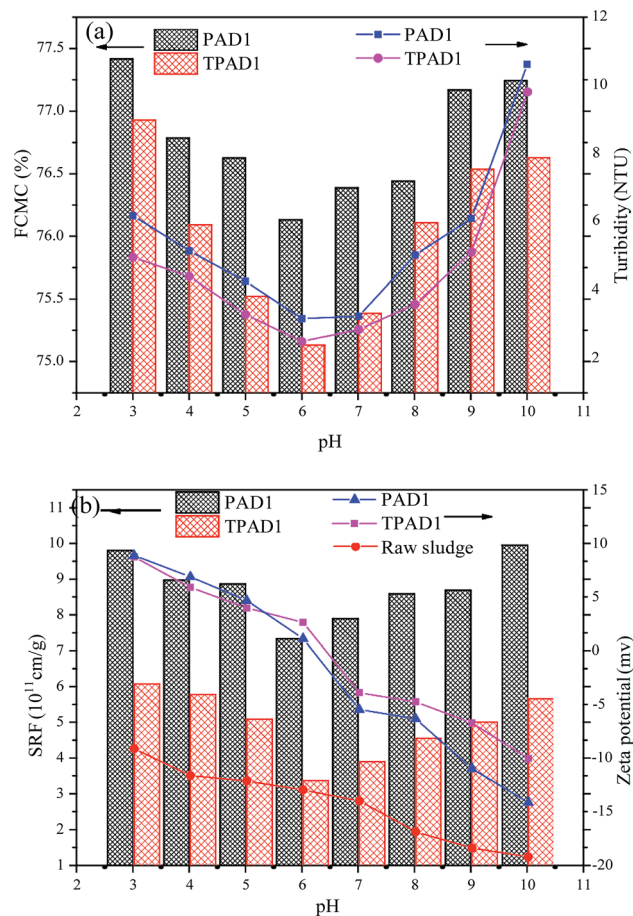 (a)
PAD1
TPAD1
PAD1
TPAD1
FCMC (%)
77.5
77.0
76.5
76.0
75.5
75.0
Turibidity (NTU)
12
10
8
6
4
2
2 3 4 5 6 7 8 9 10 11
pH
(b)
PAD1
TPAD1
PAD1
TPAD1
Raw sludge
SRF (10¹¹cm/g)
11
10
9
8
7
6
5
4
3
2
1
Zeta potential (mv)
15
10
5
0
-5
-10
-15
-20
2 3 4 5 6 7 8 9 10 11
pH